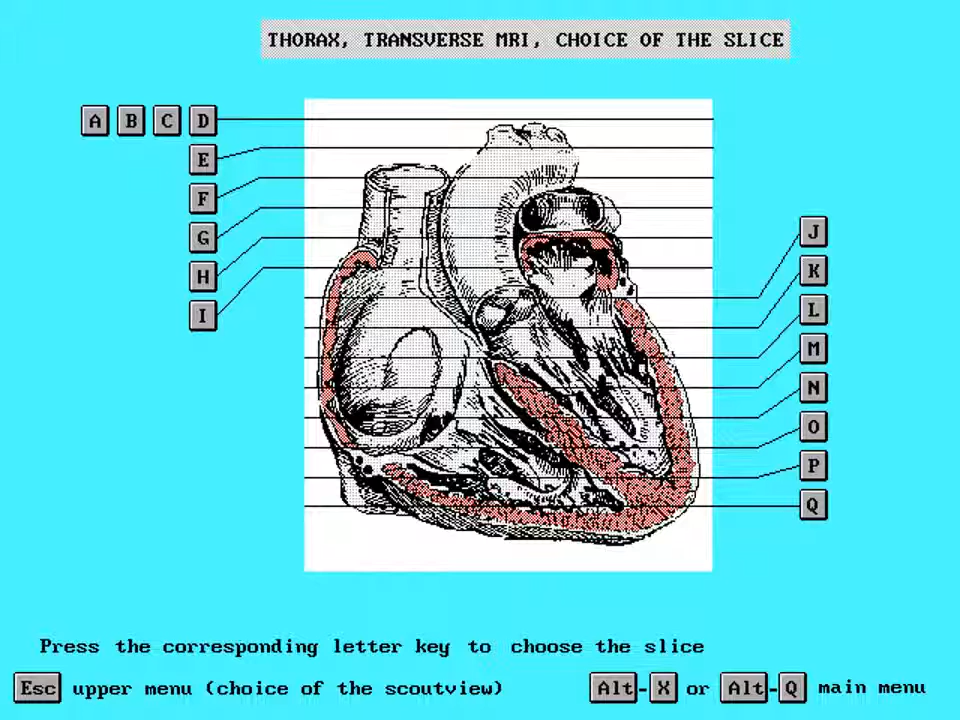 THORAX, TRANSVERSE MRI, CHOICE OF THE SLICE
A B C D
E
F
G
H
I
J
K
L
M
N
O
P
Q
Press the corresponding letter key to choose the slice
Esc upper menu (choice of the scoutview) Alt-X or Alt-Q main menu